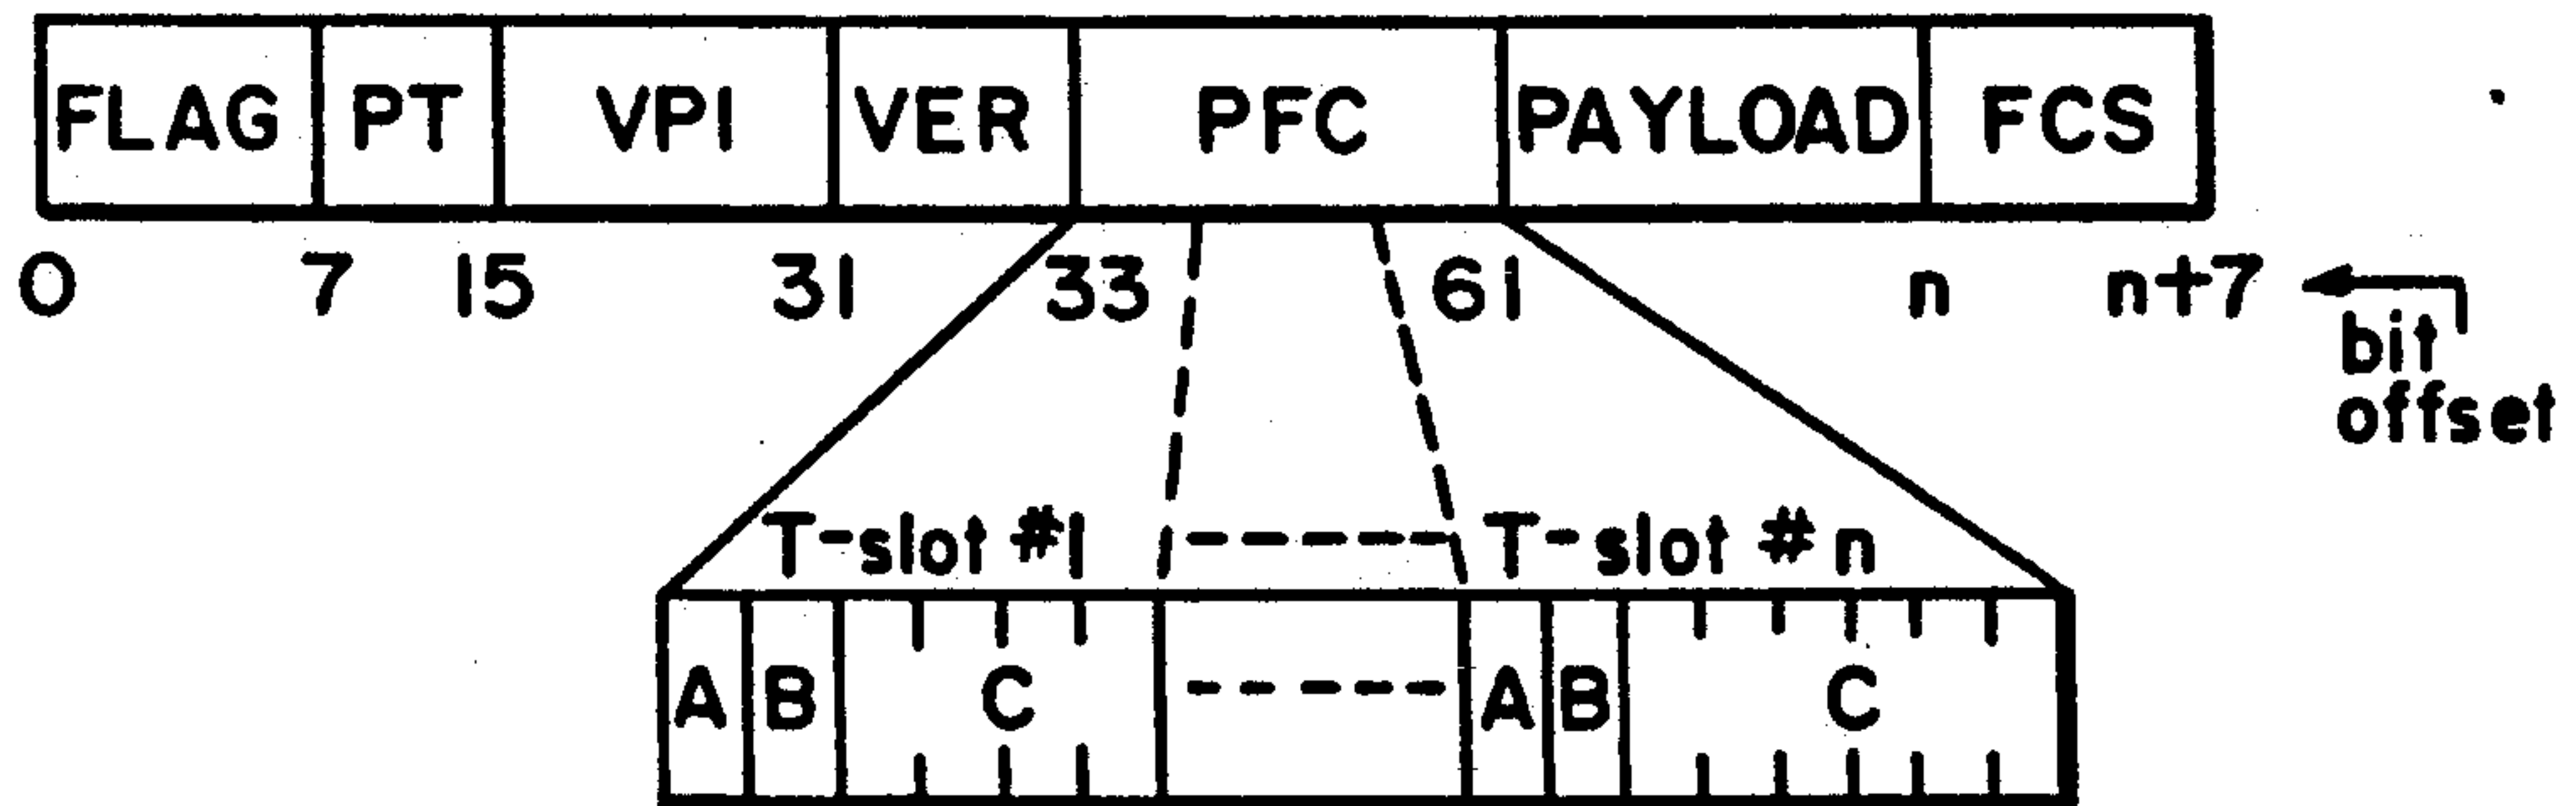 FLAG PT VPI VER PFC PAYLOAD FCS
0 7 15 31 33 61 n n+7
bit
offset
T-slot #1 T-slot #n
A B C A B C